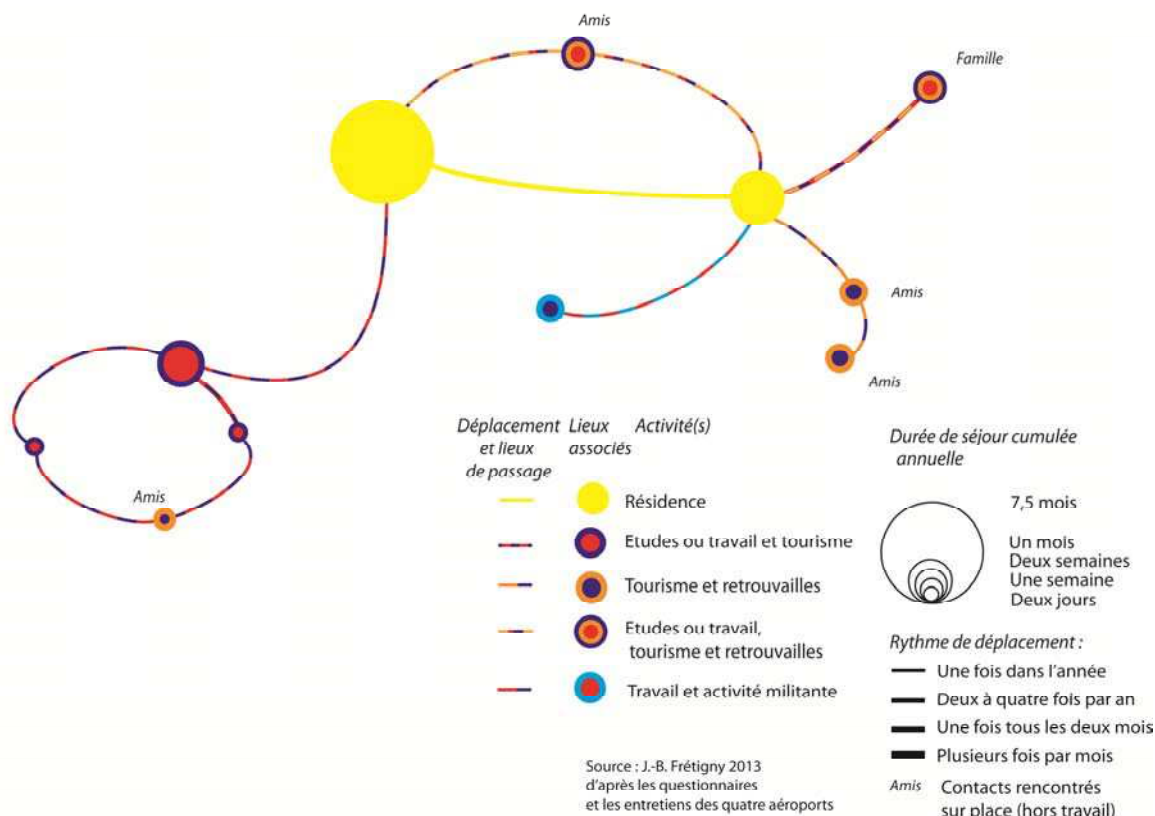 Amis
Famille
Amis
Amis
Amis
Déplacement et lieux de passage
Lieux associés
Activité(s)
Résidence
Etudes ou travail et tourisme
Tourisme et retrouvailles
Etudes ou travail,
tourisme et retrouvailles
Travail et activité militante
Source : J.-B. Frétigny 2013
d'après les questionnaires
et les entretiens des quatre aéroports
Durée de séjour cumulée
annuelle
7,5 mois
Un mois
Deux semaines
Une semaine
Deux jours
Rythme de déplacement :
Une fois dans l'année
Deux à quatre fois par an
Une fois tous les deux mois
Plusieurs fois par mois
Amis Contacts rencontrés
sur place (hors travail)